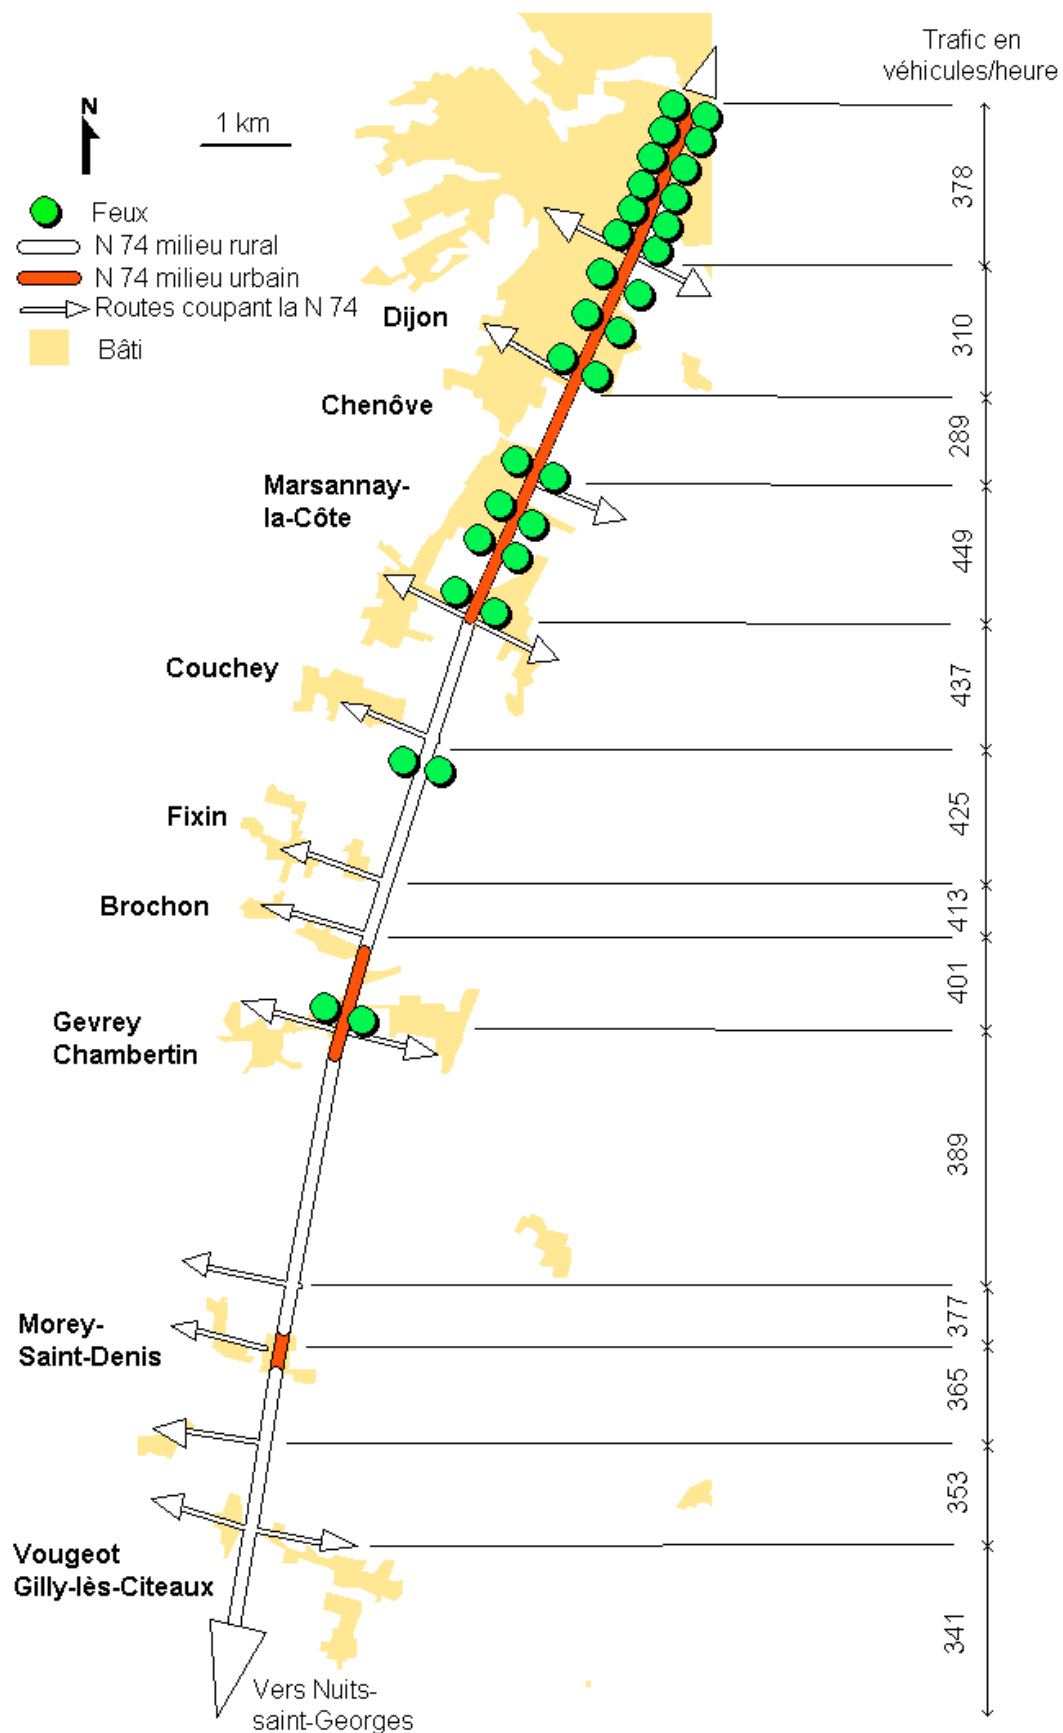 Trafic en
véhicules/heure
N
1 km
Feux
N 74 milieu rural
N 74 milieu urbain
Routes coupant la N 74
Bâti
Dijon
Chenôve
Marsannay-
la-Côte
Couchey
Fixin
Brochon
Gevrey
Chambertin
Morey-
Saint-Denis
Vougeot
Gilly-lès-Citeaux
Vers Nuits-
saint-Georges
378
310
289
449
437
425
413
401
389
377
365
353
341